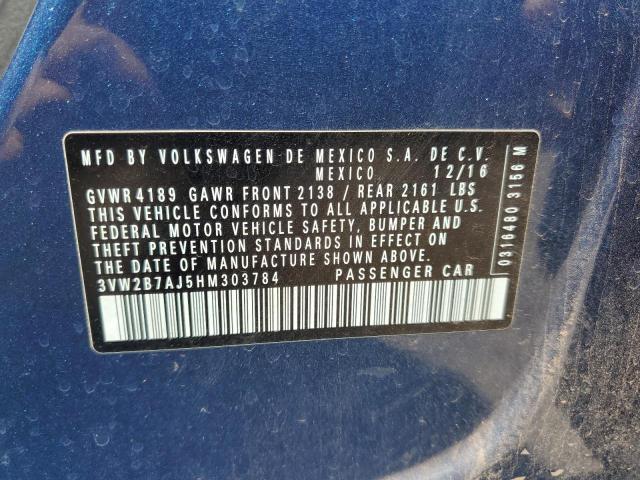 MFD BY VOLKSWAGEN DE MEXICO S.A. DE C.V.
MEXICO 12/16
GVWR 4189 GAWR FRONT 2138 / REAR 2161 LBS
THIS VEHICLE CONFORMS TO ALL APPLICABLE U.S.
FEDERAL MOTOR VEHICLE SAFETY, BUMPER AND
THEFT PREVENTION STANDARDS IN EFFECT ON
THE DATE OF MANUFACTURE SHOWN ABOVE.
3VW2B7AJ5HM303784 PASSENGER CAR
0316480 3156 M